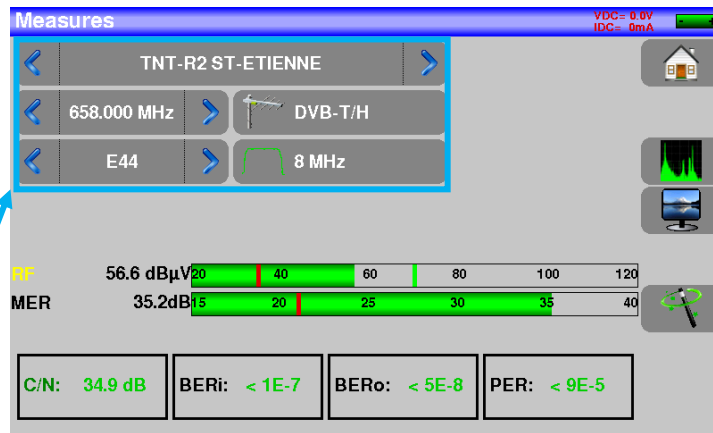 Measures
VDC= 0.0V
IDC= 0mA
TNT-R2 ST-ETIENNE
658.000 MHz
DVB-T/H
E44
8 MHz
RF 56.6 dBµV 20 40 60 80 100 120
MER 35.2dB 15 20 25 30 35 40
C/N: 34.9 dB
BERi: < 1E-7
BERo: < 5E-8
PER: < 9E-5